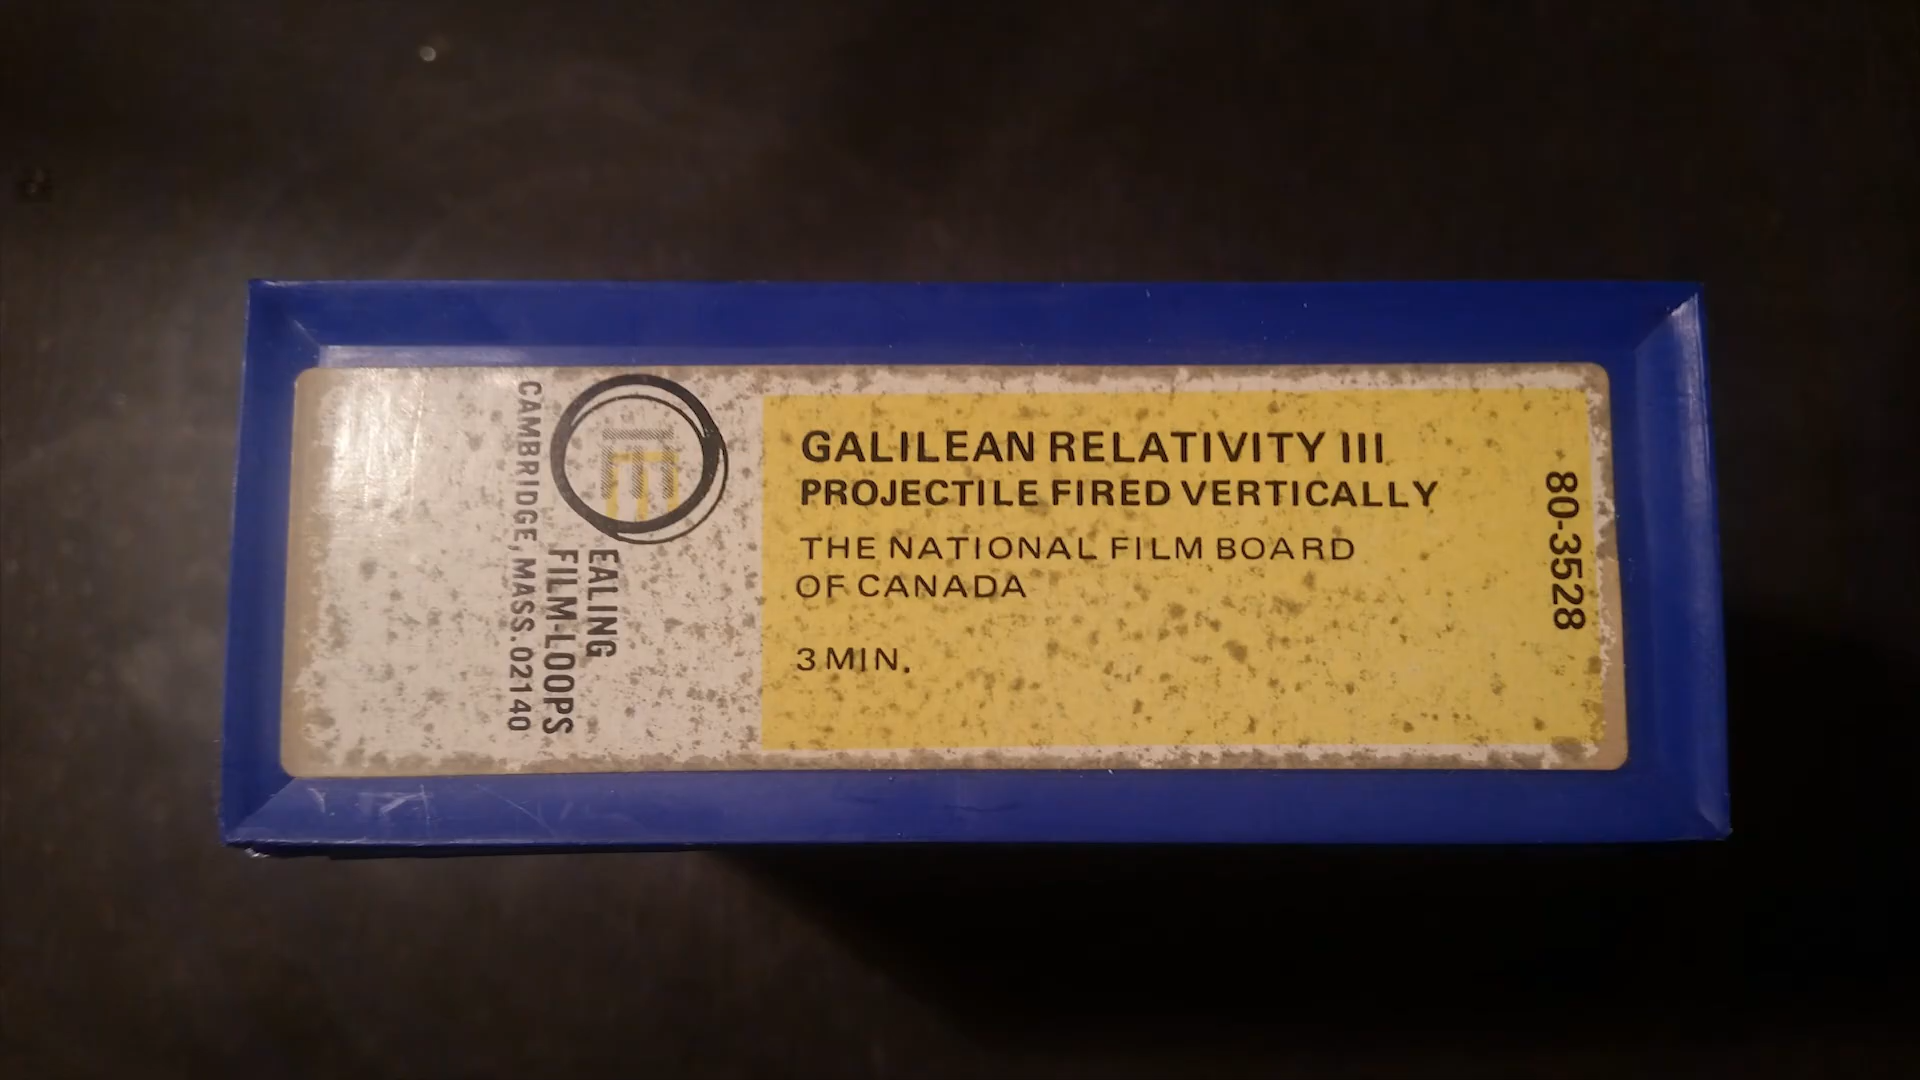 EALING
FILM-LOOPS
CAMBRIDGE, MASS. 02140
GALILEAN RELATIVITY III
PROJECTILE FIRED VERTICALLY
THE NATIONAL FILM BOARD
OF CANADA
3 MIN.
80-3528